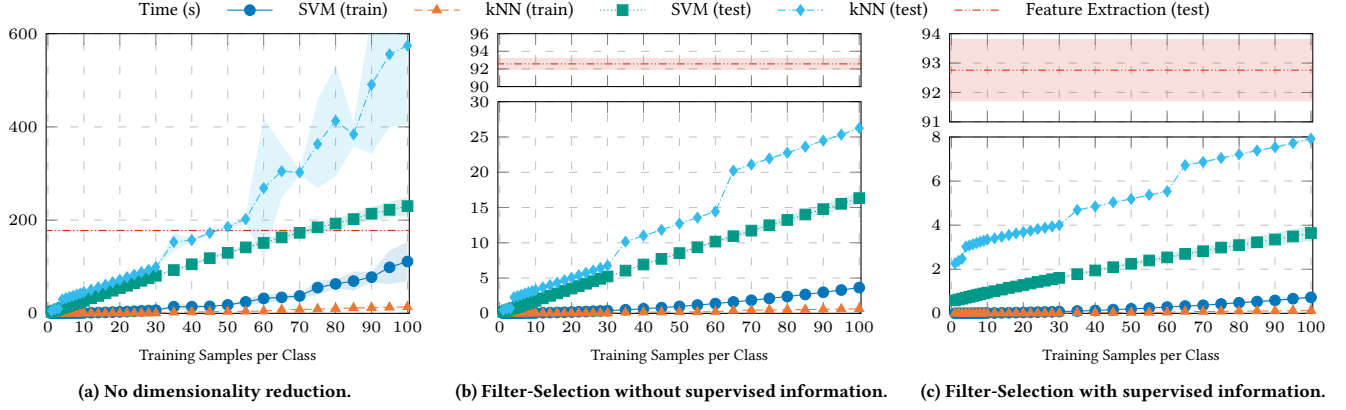 Time (s) SVM (train) kNN (train) SVM (test) kNN (test) Feature Extraction (test)
600
400
200
0
0 10 20 30 40 50 60 70 80 90 100
Training Samples per Class
(a) No dimensionality reduction.
96
94
92
90
30
25
20
15
10
5
0
0 10 20 30 40 50 60 70 80 90 100
Training Samples per Class
(b) Filter-Selection without supervised information.
94
93
92
91
8
6
4
2
0
0 10 20 30 40 50 60 70 80 90 100
Training Samples per Class
(c) Filter-Selection with supervised information.